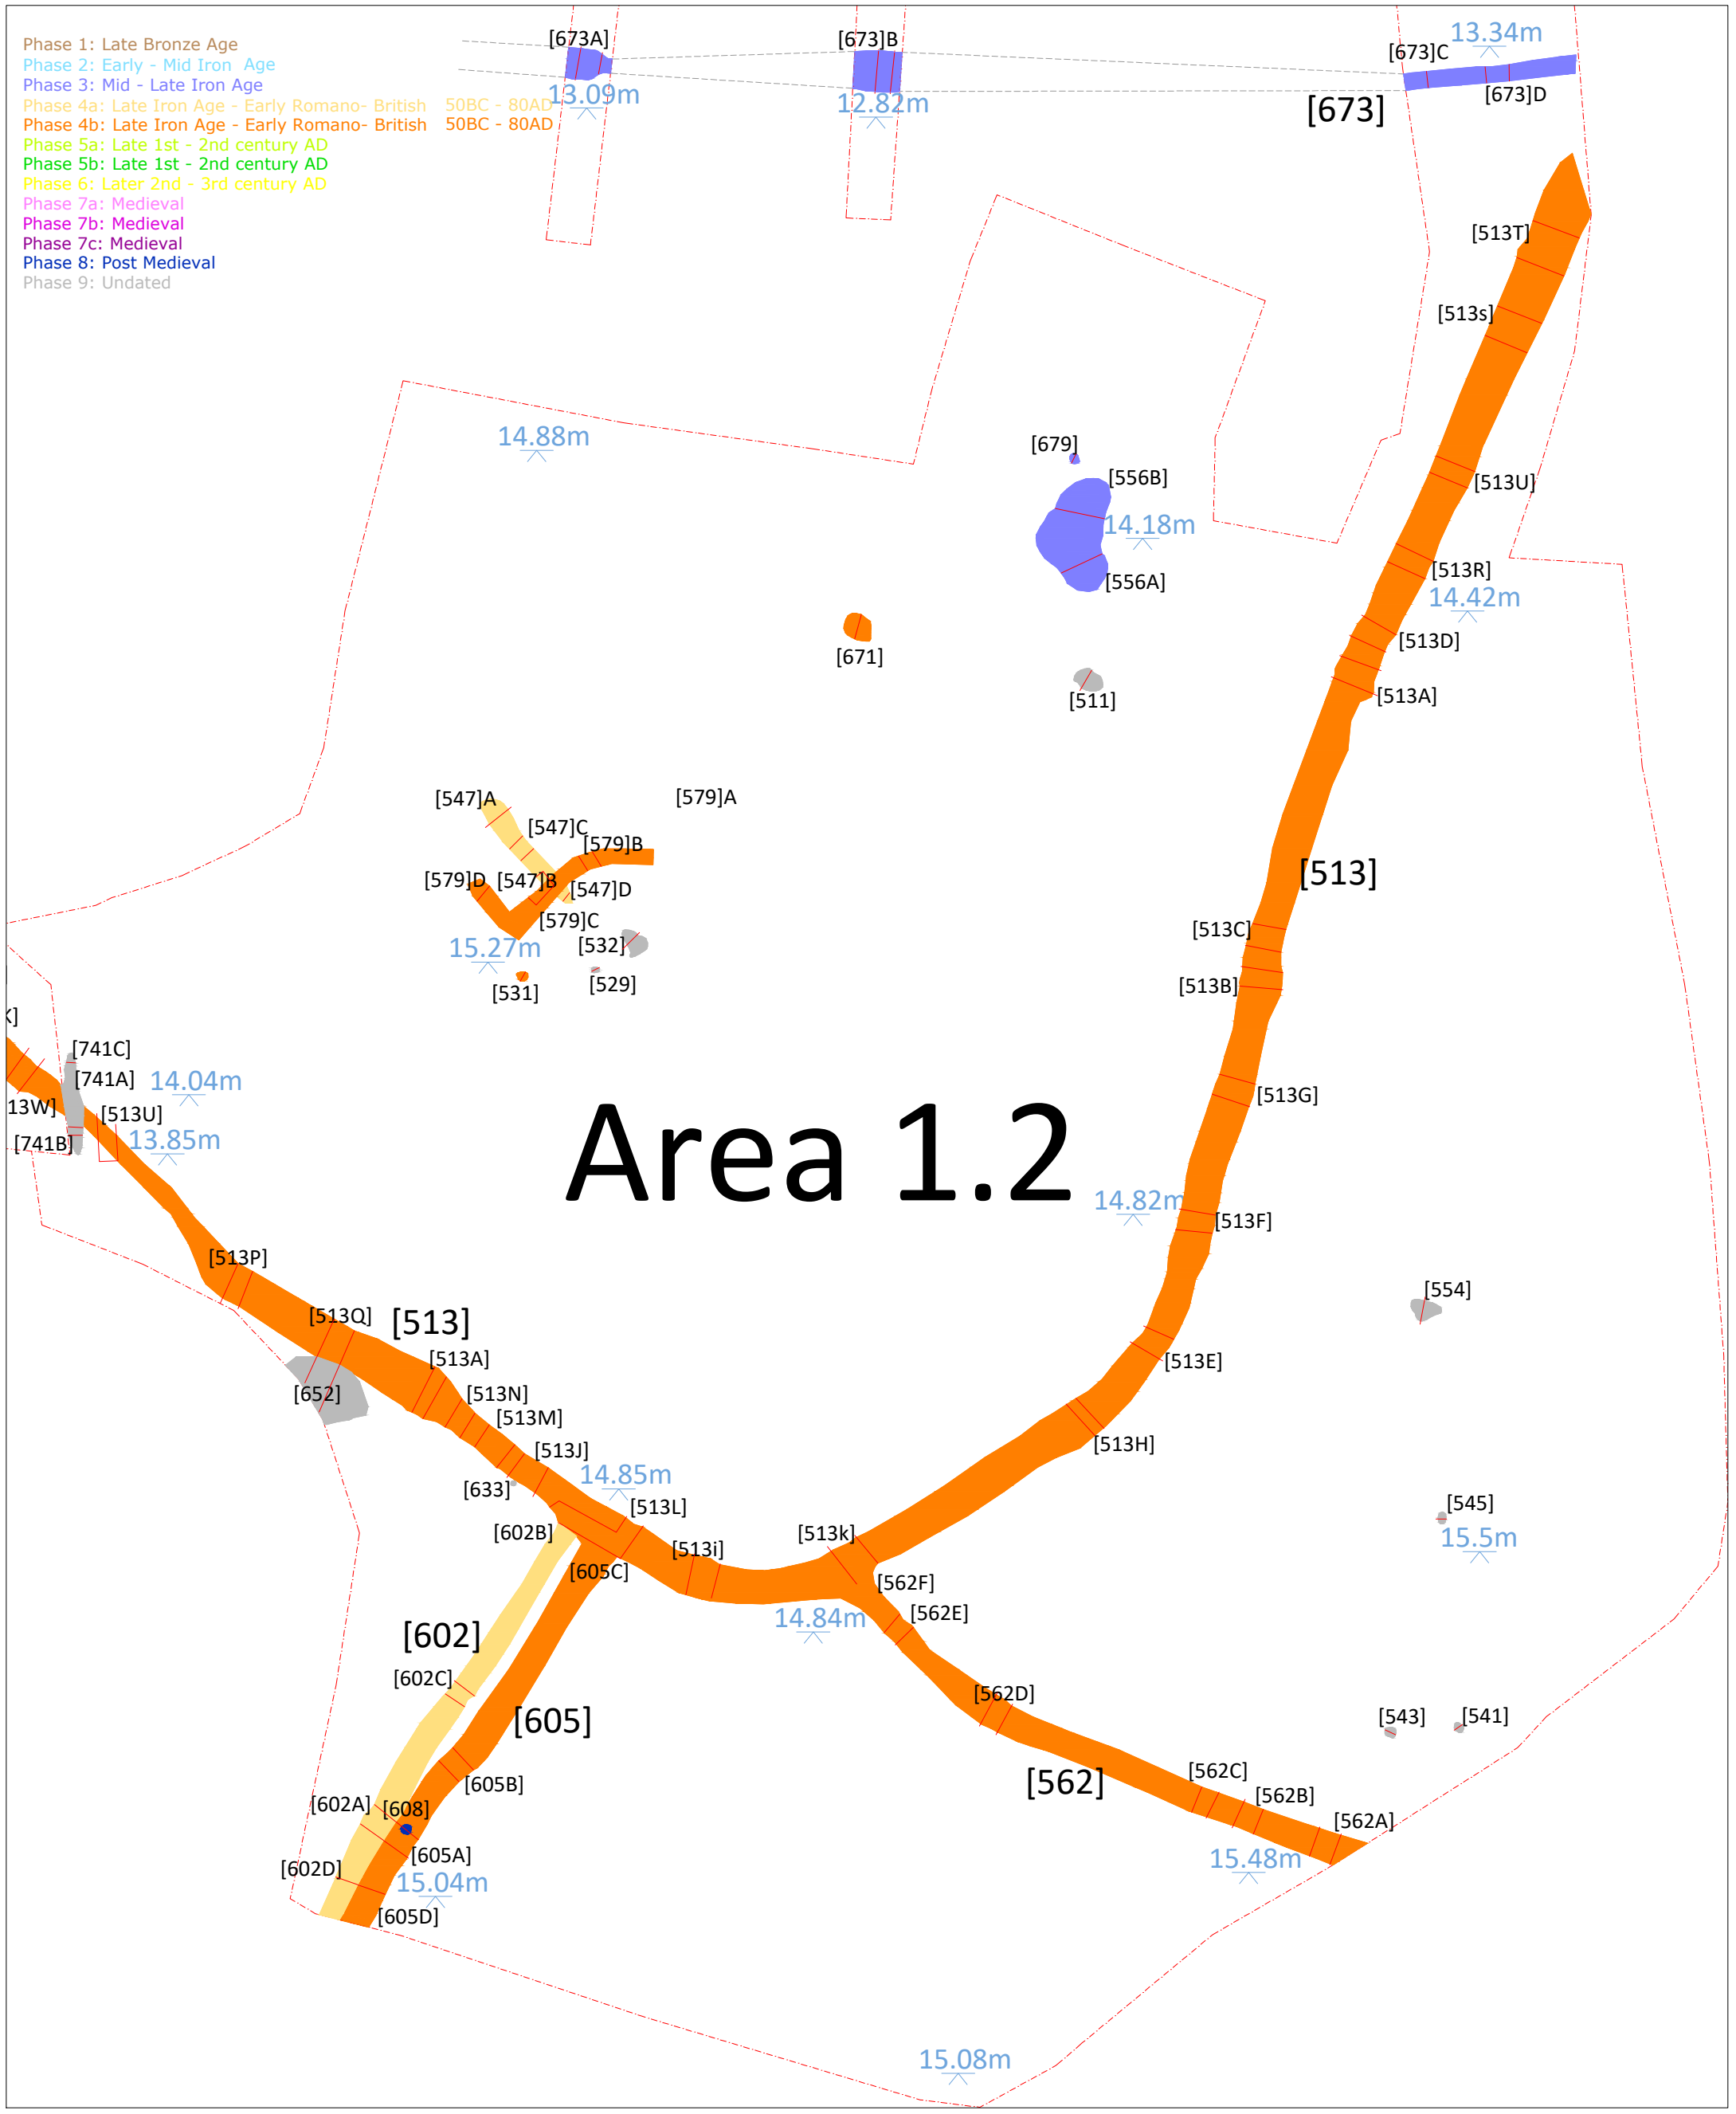 Phase 1: Late Bronze Age
Phase 2: Early - Mid Iron Age
Phase 3: Mid - Late Iron Age
Phase 4a: Late Iron Age - Early Romano- British 50BC - 80AD
Phase 4b: Late Iron Age - Early Romano- British 50BC - 80AD
Phase 5a: Late 1st - 2nd century AD
Phase 5b: Late 1st - 2nd century AD
Phase 6: Later 2nd - 3rd century AD
Phase 7a: Medieval
Phase 7b: Medieval
Phase 7c: Medieval
Phase 8: Post Medieval
Phase 9: Undated
[673A]
13.09m
[673]B
12.82m
[673]C
13.34m
[673]D
[673]
[513T]
[513s]
14.88m
[679]
[556B]
[513U]
14.18m
[556A]
[513R]
14.42m
[513D]
[671]
[511]
[513A]
[547]A
[579]A
[547]C
[579]B
[579]D
[547]B
[547]D
[513]
[579]C
[532]
[513C]
15.27m
[531]
[529]
[513B]
K]
[741C]
[741A]
14.04m
13W]
[513U]
[741B]
13.85m
[513G]
Area 1.2
14.82m
[513F]
[513P]
[554]
[513Q]
[513]
[513A]
[513E]
[652]
[513N]
[513M]
[513H]
[513J]
14.85m
[633]
[513L]
[545]
[602B]
[513k]
15.5m
[513i]
[605C]
[562F]
[562E]
14.84m
[602]
[602C]
[562D]
[605]
[543]
[541]
[605B]
[562]
[562C]
[562B]
[602A]
[608]
[562A]
[605A]
[602D]
15.04m
15.48m
[605D]
15.08m